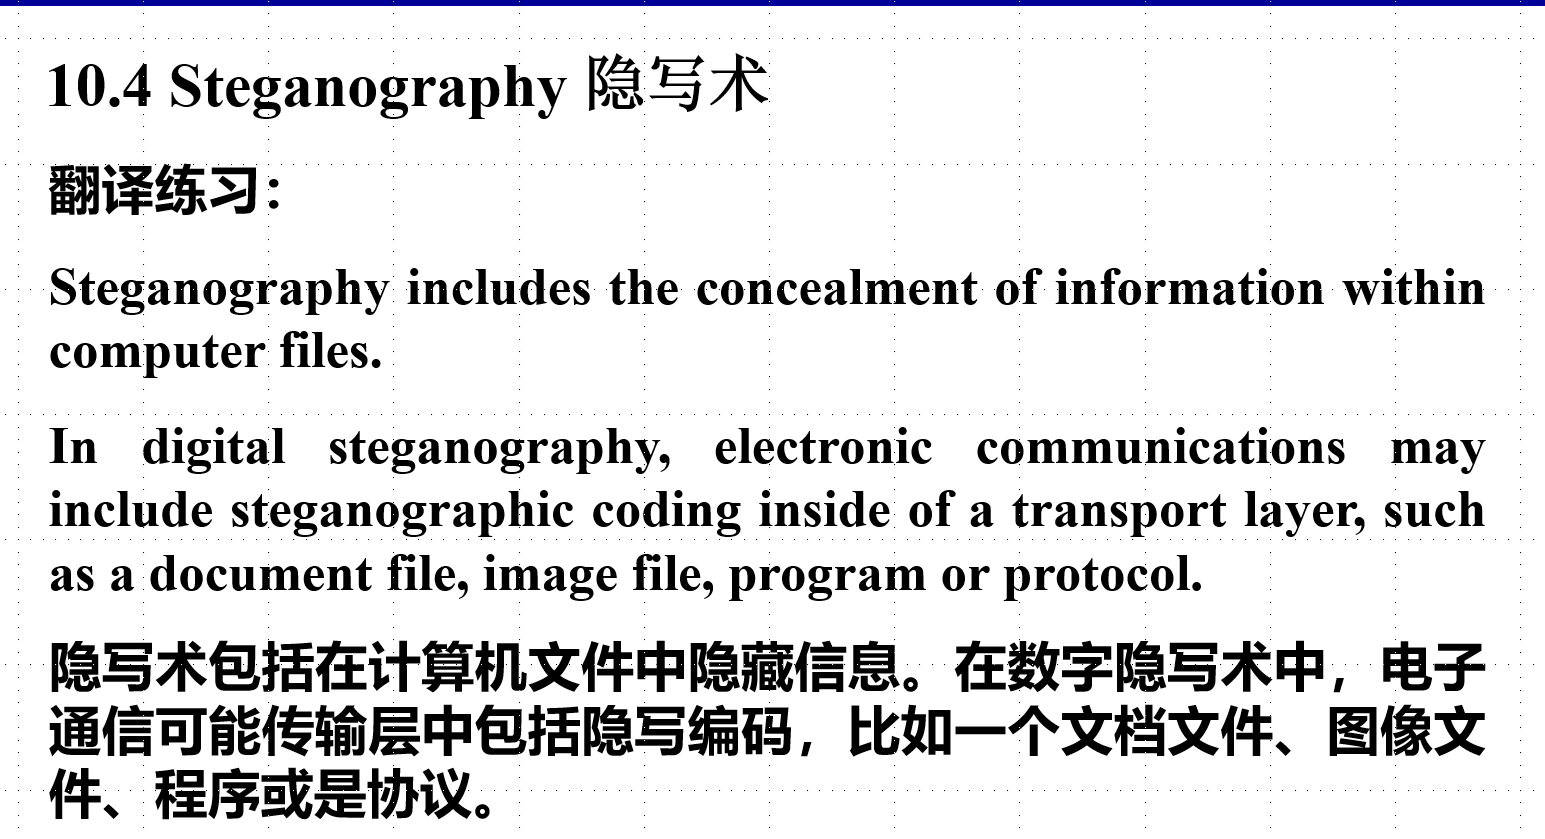 10.4 Steganography 隐写术
翻译练习：
Steganography includes the concealment of information within
computer files.
In digital steganography, electronic communications may
include steganographic coding inside of a transport layer, such
as a document file, image file, program or protocol.
隐写术包括在计算机文件中隐藏信息。在数字隐写术中，电子
通信可能传输层中包括隐写编码，比如一个文档文件、图像文
件、程序或是协议。